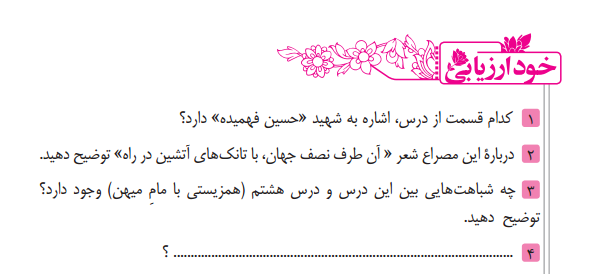 خودارزیابی
۱ کدام قسمت از درس، اشاره به شهید «حسین فهمیده» دارد؟
۲ دربارهٔ این مصراع شعر « آن طرف نصف جهان، با تانک‌های آتشین در راه» توضیح دهید.
۳ چه شباهت‌هایی بین این درس و درس هشتم (همزیستی با مامِ میهن) وجود دارد؟
توضیح دهید.
۴ .................................................................................................... ؟